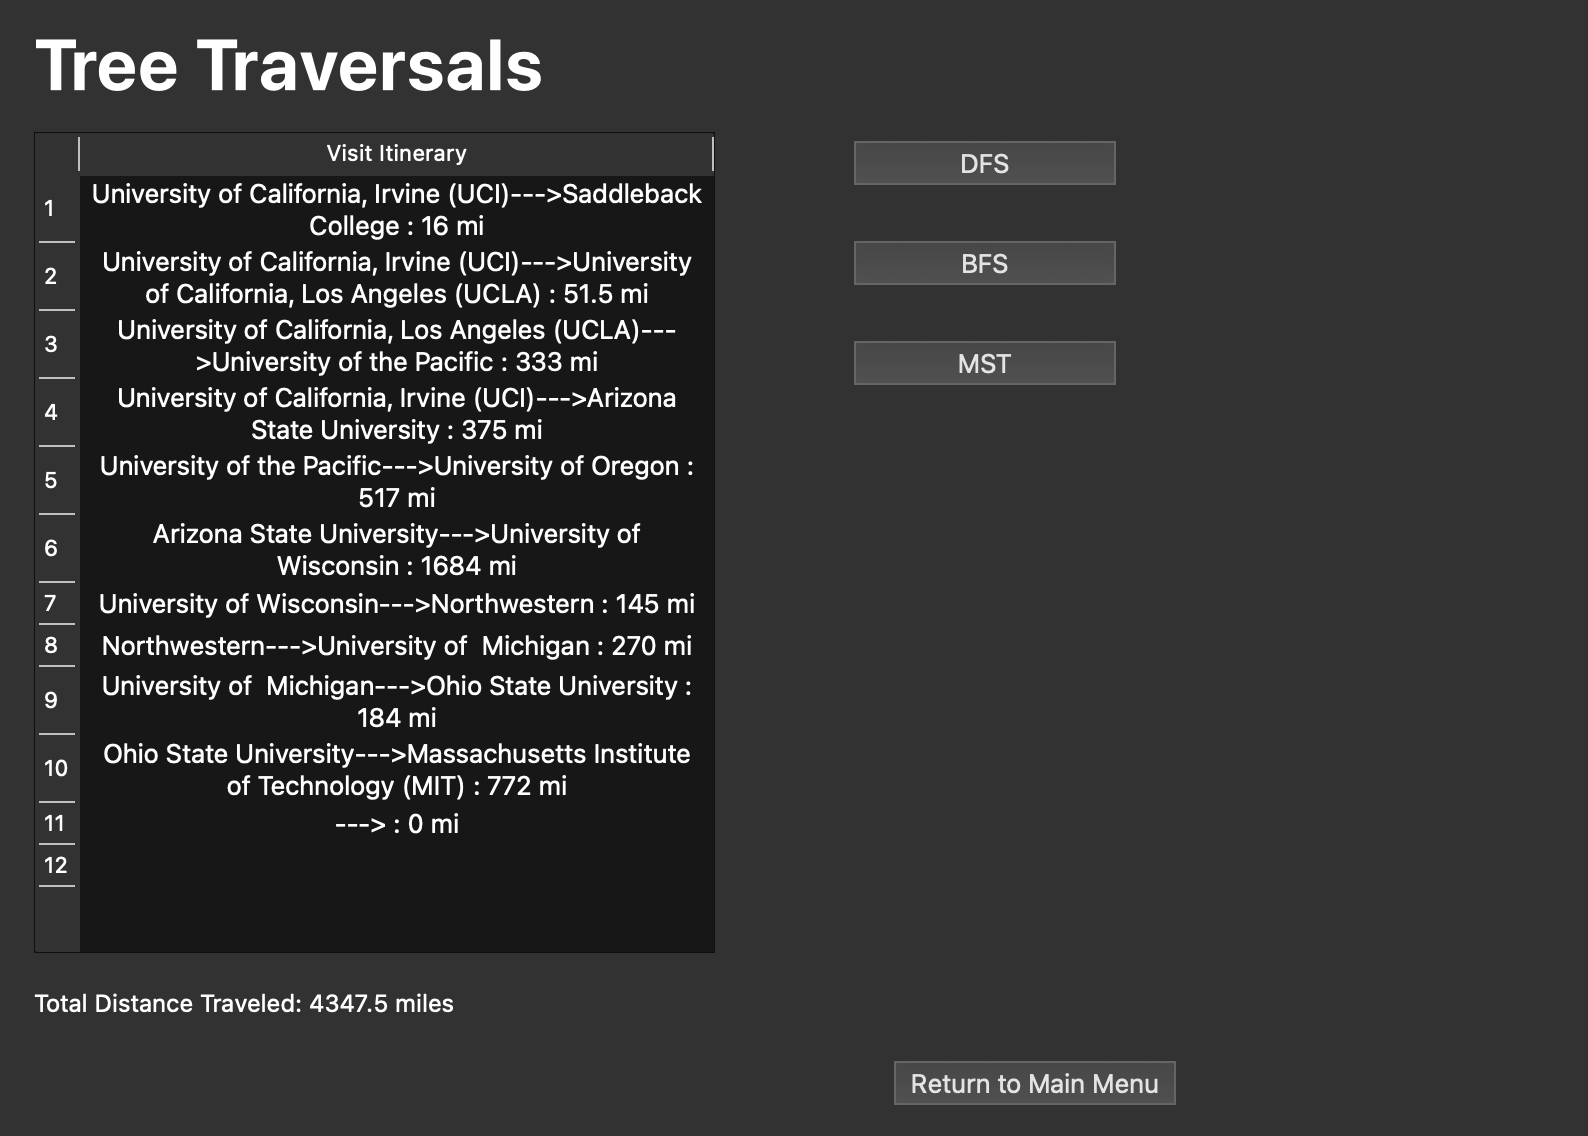 Tree Traversals
Visit Itinerary
1
University of California, Irvine (UCI)--->Saddleback
College : 16 mi
2
University of California, Irvine (UCI)--->University
of California, Los Angeles (UCLA) : 51.5 mi
3
University of California, Los Angeles (UCLA)---
>University of the Pacific : 333 mi
4
University of California, Irvine (UCI)--->Arizona
State University : 375 mi
5
University of the Pacific--->University of Oregon :
517 mi
6
Arizona State University--->University of
Wisconsin : 1684 mi
7
University of Wisconsin--->Northwestern : 145 mi
8
Northwestern--->University of  Michigan : 270 mi
9
University of  Michigan--->Ohio State University :
184 mi
10
Ohio State University--->Massachusetts Institute
of Technology (MIT) : 772 mi
11
---> : 0 mi
12
Total Distance Traveled: 4347.5 miles
DFS
BFS
MST
Return to Main Menu